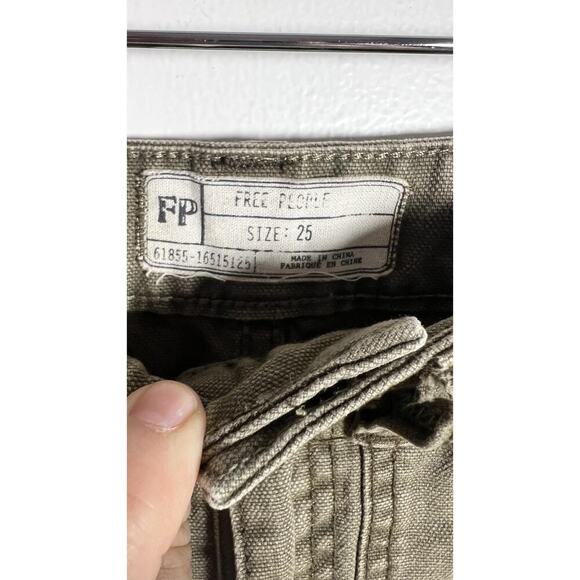 FP
FREE PEOPLE
SIZE: 25
61855-16515125
MADE IN CHINA
FABRIQUÉ EN CHINE